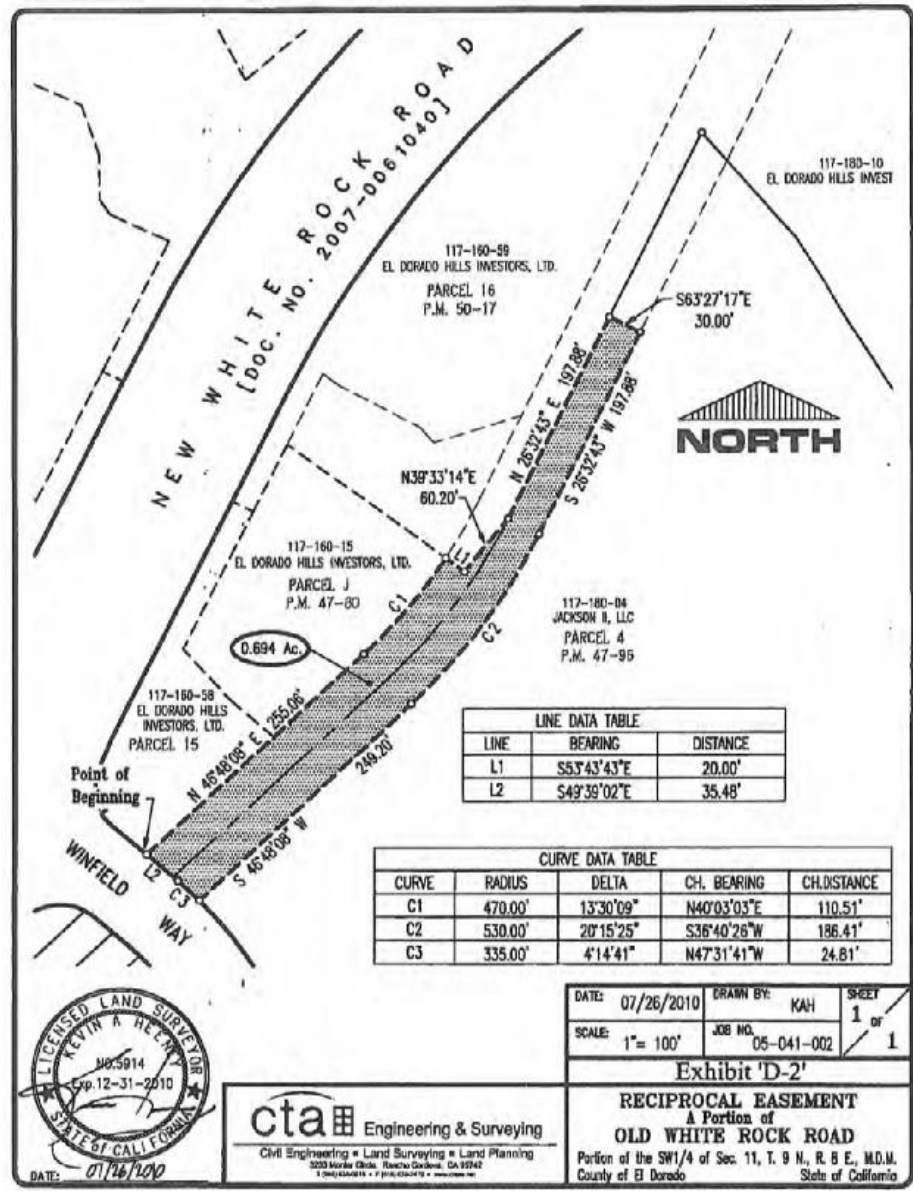 NEW WHITE ROCK ROAD
[DOC. NO. 2007-0061040]
117-180-10
EL DORADO HILLS INVEST
117-160-59
EL DORADO HILLS INVESTORS, LTD.
PARCEL 16
P.M. 50-17
S63°27'17"E
30.00'
NORTH
N 26°32'43" E 197.88'
S 26°32'43" W 197.88'
N39°33'14"E
60.20'
L1
117-160-15
EL DORADO HILLS INVESTORS, LTD.
PARCEL J
P.M. 47-80
C1
C2
117-180-04
JACKSON II, LLC
PARCEL 4
P.M. 47-96
0.694 Ac.
117-160-58
EL DORADO HILLS
INVESTORS, LTD.
PARCEL 15
N 46°48'08" E 255.06'
249.20'
S 46°48'08" W
Point of
Beginning
L2
C3
WINFIELD
WAY
LINE DATA TABLE
LINE BEARING DISTANCE
L1 S53°43'43"E 20.00'
L2 S49°39'02"E 35.48'
CURVE DATA TABLE
CURVE RADIUS DELTA CH. BEARING CH.DISTANCE
C1 470.00' 13°30'09" N40°03'03"E 110.51'
C2 530.00' 20°15'25" S36°40'26"W 186.41'
C3 335.00' 4°14'41" N47°31'41"W 24.81'
LICENSED LAND SURVEYOR
KEVIN A HEENEY
NO.5914
Exp.12-31-2010
STATE of CALIFORNIA
DATE: 07/26/2010
cta Engineering & Surveying
Civil Engineering ▪ Land Surveying ▪ Land Planning
DATE: 07/26/2010
DRAWN BY: KAH
SHEET
1 OF 1
SCALE: 1"= 100'
JOB NO. 05-041-002
Exhibit 'D-2'
RECIPROCAL EASEMENT
A Portion of
OLD WHITE ROCK ROAD
Portion of the SW1/4 of Sec. 11, T. 9 N., R. 8 E., M.D.M.
County of El Dorado State of California